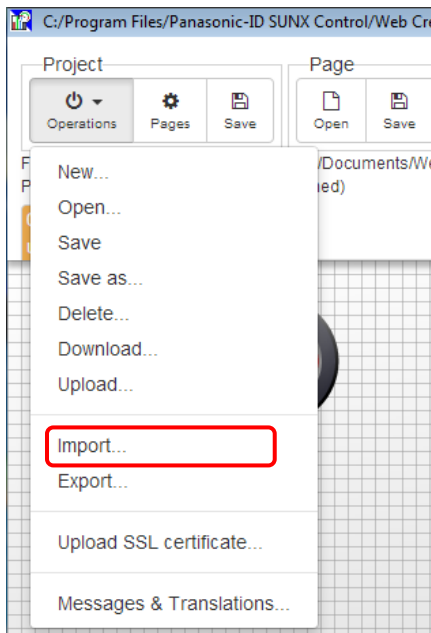 C:/Program Files/Panasonic-ID SUNX Control/Web Cre
Project
Page
Operations
Pages
Save
Open
Save
/Documents/We
ed)
New...
Open...
Save
Save as...
Delete...
Download...
Upload...
Import...
Export...
Upload SSL certificate...
Messages & Translations...